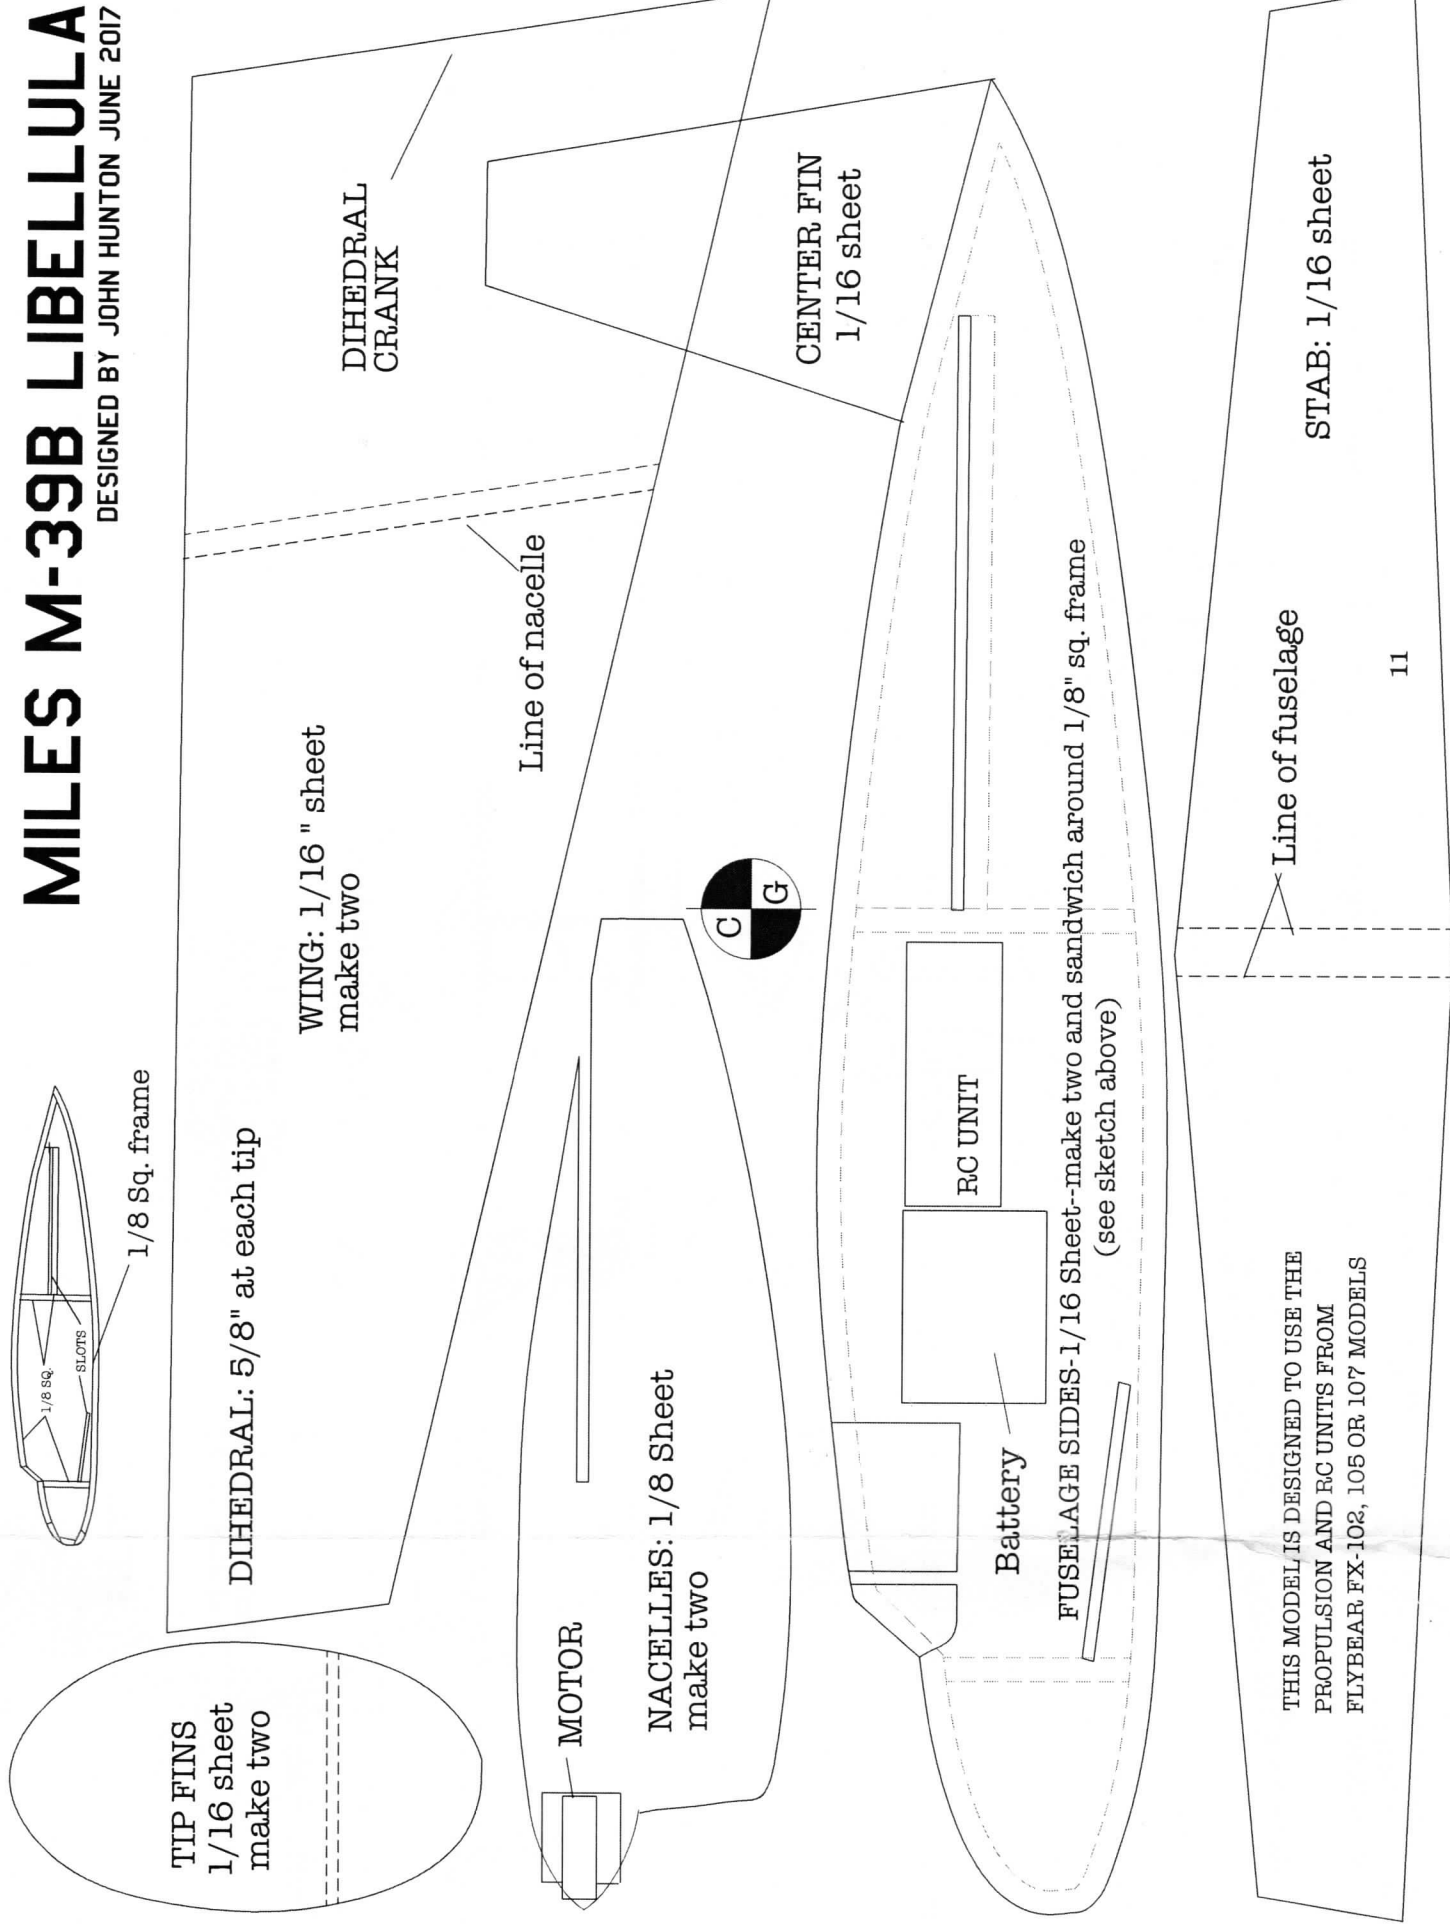 MILES M-39B LIBELLULA
DESIGNED BY JOHN HUNTON JUNE 2017
1/8 SQ.
SLOTS
1/8 Sq. frame
TIP FINS
1/16 sheet
make two
DIHEDRAL: 5/8" at each tip
WING: 1/16 " sheet
make two
DIHEDRAL
CRANK
Line of nacelle
MOTOR
NACELLES: 1/8 Sheet
make two
C
G
CENTER FIN
1/16 sheet
RC UNIT
Battery
FUSELAGE SIDES-1/16 Sheet--make two and sandwich around 1/8" sq. frame
(see sketch above)
THIS MODEL IS DESIGNED TO USE THE
PROPULSION AND RC UNITS FROM
FLYBEAR FX-102, 105 OR 107 MODELS
Line of fuselage
STAB: 1/16 sheet
11